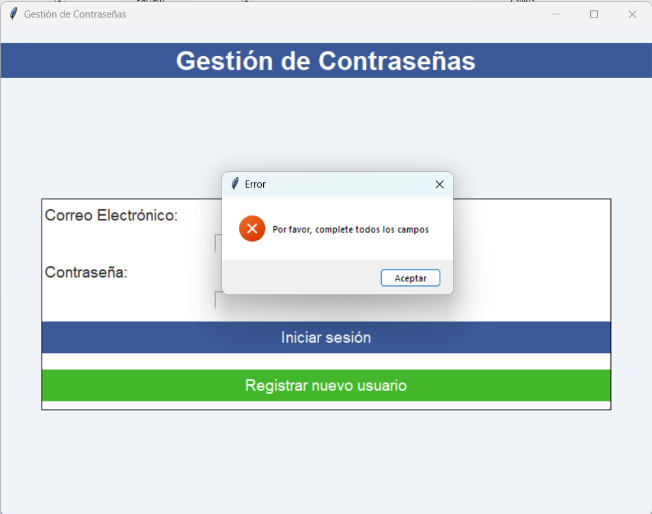 Gestión de Contraseñas
Gestión de Contraseñas
Error
Correo Electrónico:
Por favor, complete todos los campos
Contraseña:
Aceptar
Iniciar sesión
Registrar nuevo usuario